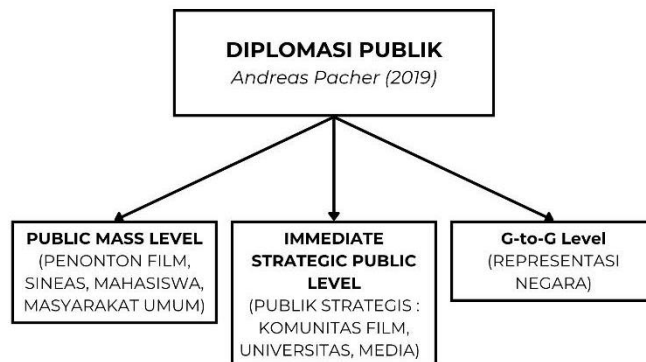 DIPLOMASI PUBLIK
Andreas Pacher (2019)
PUBLIC MASS LEVEL
(PENONTON FILM,
SINEAS, MAHASISWA,
MASYARAKAT UMUM)
IMMEDIATE
STRATEGIC PUBLIC
LEVEL
(PUBLIK STRATEGIS :
KOMUNITAS FILM,
UNIVERSITAS, MEDIA)
G-to-G Level
(REPRESENTASI
NEGARA)